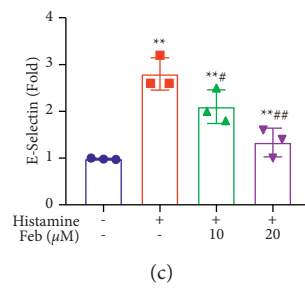 E-Selectin (Fold)
4
3
2
1
0
**
**#
**##
Histamine - + + +
Feb (μM) - - 10 20
(c)